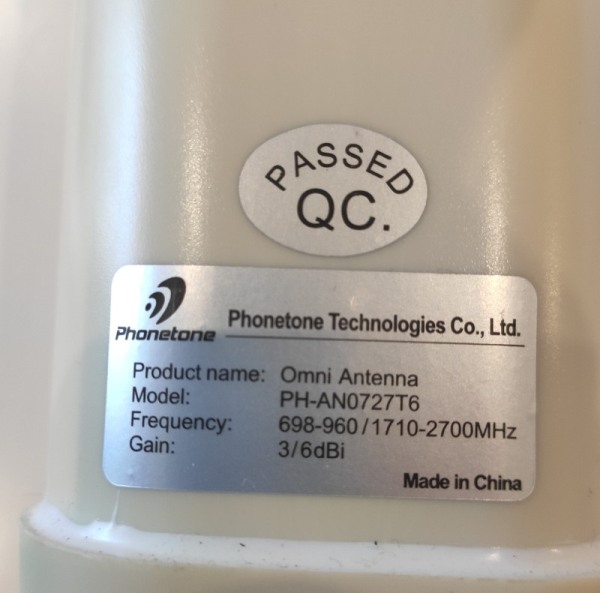 PASSED
QC.
Phonetone
Phonetone Technologies Co., Ltd.
Product name: Omni Antenna
Model: PH-AN0727T6
Frequency: 698-960/1710-2700MHz
Gain: 3/6dBi
Made in China